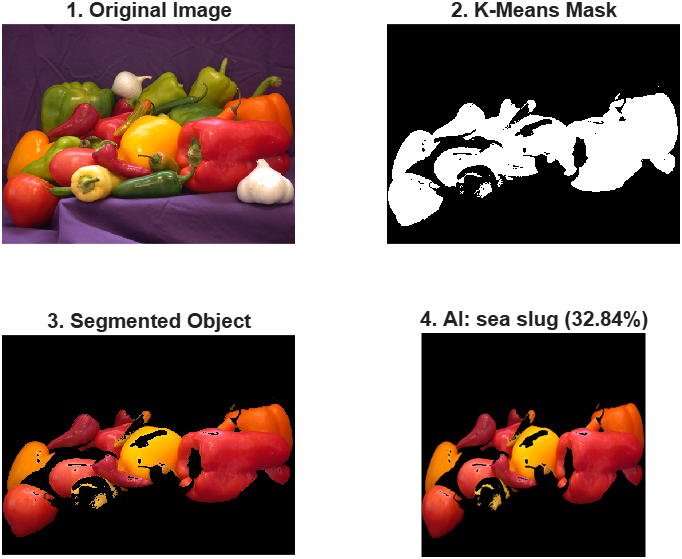 1. Original Image
2. K-Means Mask
3. Segmented Object
4. AI: sea slug (32.84%)